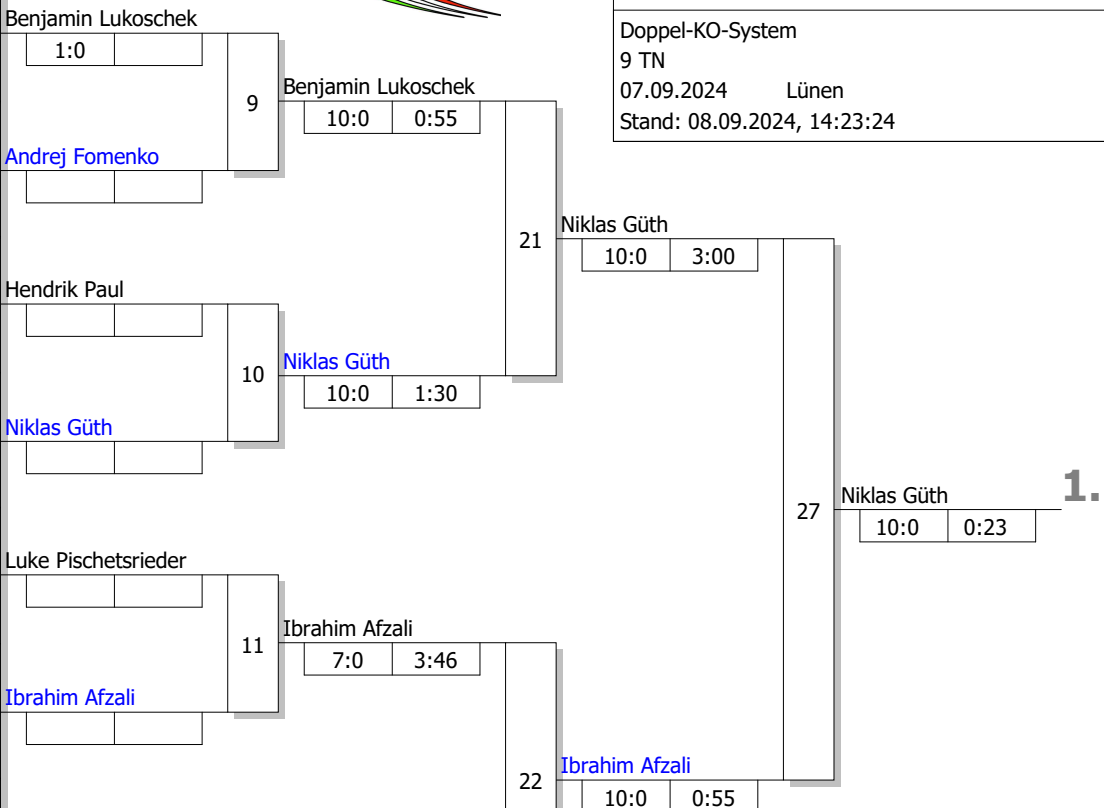 Doppel-KO-System
9 TN
07.09.2024 Lünen
Stand: 08.09.2024, 14:23:24
Benjamin Lukoschek
1:0
9
Andrej Fomenko
Benjamin Lukoschek
10:0 0:55
Hendrik Paul
10
Niklas Güth
Niklas Güth
10:0 1:30
21
Niklas Güth
10:0 3:00
Luke Pischetsrieder
11
Ibrahim Afzali
Ibrahim Afzali
7:0 3:46
22
Ibrahim Afzali
10:0 0:55
27
Niklas Güth
10:0 0:23
1.